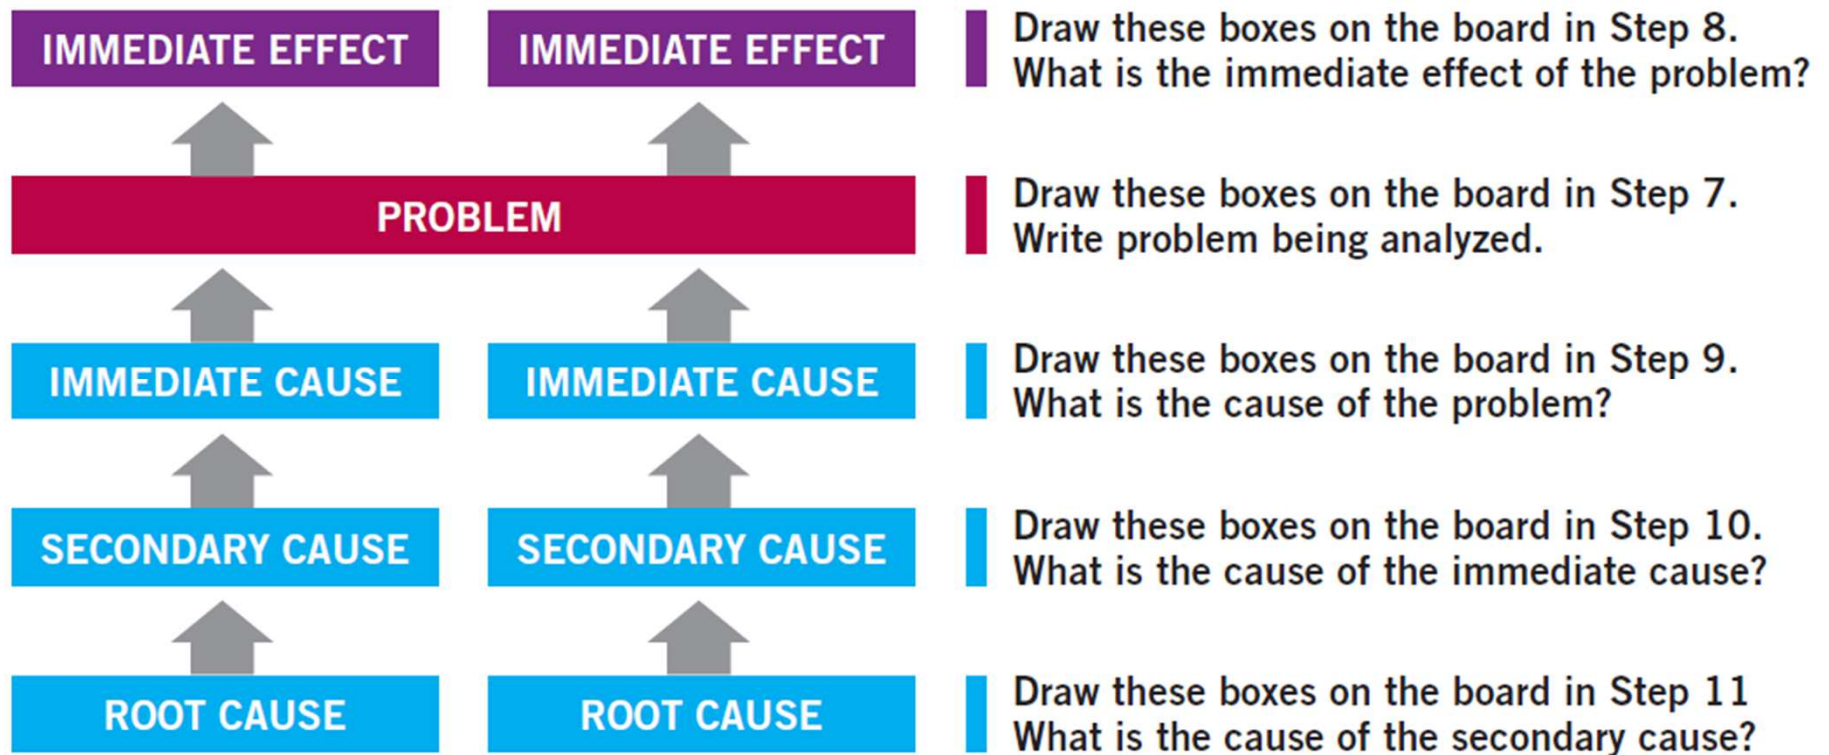 IMMEDIATE EFFECT
IMMEDIATE EFFECT
Draw these boxes on the board in Step 8.
What is the immediate effect of the problem?
PROBLEM
Draw these boxes on the board in Step 7.
Write problem being analyzed.
IMMEDIATE CAUSE
IMMEDIATE CAUSE
Draw these boxes on the board in Step 9.
What is the cause of the problem?
SECONDARY CAUSE
SECONDARY CAUSE
Draw these boxes on the board in Step 10.
What is the cause of the immediate cause?
ROOT CAUSE
ROOT CAUSE
Draw these boxes on the board in Step 11
What is the cause of the secondary cause?